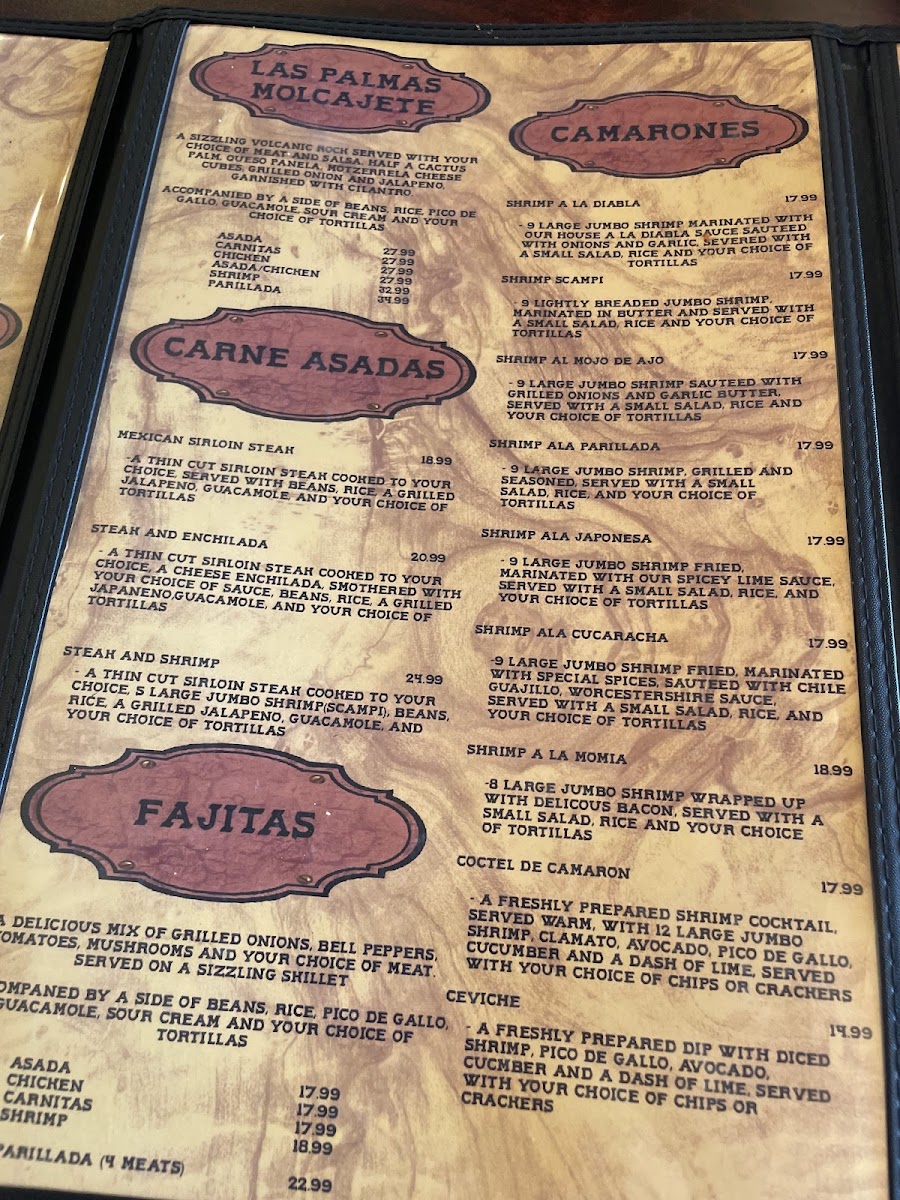 LAS PALMAS
MOLCAJETE
A SIZZLING VOLCANIC ROCK SERVED WITH YOUR
CHOICE OF MEAT AND SALSA. HALF A CACTUS
PALM, QUESO PANELA, MOTZERRELA CHEESE
CUBES, GRILLED ONION AND JALAPENO,
GARNISHED WITH CILANTRO
ACCOMPANIED BY A SIDE OF BEANS, RICE, PICO DE
GALLO, GUACAMOLE, SOUR CREAM AND YOUR
CHOICE OF TORTILLAS
ASADA 27.99
CARNITAS 27.99
CHICKEN 27.99
ASADA/CHICKEN 27.99
SHRIMP 32.99
PARILLADA 34.99
CARNE ASADAS
MEXICAN SIRLOIN STEAK 18.99
-A THIN CUT SIRLOIN STEAK COOKED TO YOUR
CHOICE, SERVED WITH BEANS, RICE, A GRILLED
JALAPENO, GUACAMOLE, AND YOUR CHOICE OF
TORTILLAS
STEAK AND ENCHILADA 20.99
- A THIN CUT SIRLOIN STEAK COOKED TO YOUR
CHOICE, A CHEESE ENCHILADA, SMOTHERED WITH
YOUR CHOICE OF SAUCE, BEANS, RICE, A GRILLED
JAPANENO,GUACAMOLE, AND YOUR CHOICE OF
TORTILLAS
STEAK AND SHRIMP 24.99
- A THIN CUT SIRLOIN STEAK COOKED TO YOUR
CHOICE, 5 LARGE JUMBO SHRIMP(SCAMPI), BEANS,
RICE, A GRILLED JALAPENO, GUACAMOLE, AND
YOUR CHOICE OF TORTILLAS
FAJITAS
A DELICIOUS MIX OF GRILLED ONIONS, BELL PEPPERS,
TOMATOES, MUSHROOMS AND YOUR CHOICE OF MEAT.
SERVED ON A SIZZLING SKILLET
OMPANED BY A SIDE OF BEANS, RICE, PICO DE GALLO,
GUACAMOLE, SOUR CREAM AND YOUR CHOICE OF
TORTILLAS
ASADA 17.99
CHICKEN 17.99
CARNITAS 17.99
SHRIMP 18.99
PARILLADA (4 MEATS) 22.99
CAMARONES
SHRIMP A LA DIABLA 17.99
- 9 LARGE JUMBO SHRIMP MARINATED WITH
OUR HOUSE A LA DIABLA SAUCE SAUTEED
WITH ONIONS AND GARLIC, SEVERED WITH
A SMALL SALAD, RICE AND YOUR CHOICE OF
TORTILLAS
SHRIMP SCAMPI 17.99
- 9 LIGHTLY BREADED JUMBO SHRIMP,
MARINATED IN BUTTER AND SERVED WITH
A SMALL SALAD, RICE AND YOUR CHOICE OF
TORTILLAS
SHRIMP AL MOJO DE AJO 17.99
- 9 LARGE JUMBO SHRIMP SAUTEED WITH
GRILLED ONIONS AND GARLIC BUTTER,
SERVED WITH A SMALL SALAD, RICE AND
YOUR CHOICE OF TORTILLAS
SHRIMP ALA PARILLADA 17.99
- 9 LARGE JUMBO SHRIMP, GRILLED AND
SEASONED, SERVED WITH A SMALL
SALAD, RICE, AND YOUR CHOICE OF
TORTILLAS
SHRIMP ALA JAPONESA 17.99
- 9 LARGE JUMBO SHRIMP FRIED,
MARINATED WITH OUR SPICEY LIME SAUCE,
SERVED WITH A SMALL SALAD, RICE, AND
YOUR CHIOCE OF TORTILLAS
SHRIMP ALA CUCARACHA 17.99
-9 LARGE JUMBO SHRIMP FRIED, MARINATED
WITH SPECIAL SPICES, SAUTEED WITH CHILE
GUAJILLO, WORCESTERSHIRE SAUCE,
SERVED WITH A SMALL SALAD, RICE, AND
YOUR CHOICE OF TORTILLAS
SHRIMP A LA MOMIA 18.99
-8 LARGE JUMBO SHRIMP WRAPPED UP
WITH DELICOUS BACON, SERVED WITH A
SMALL SALAD, RICE AND YOUR CHOICE
OF TORTILLAS
COCTEL DE CAMARON 17.99
- A FRESHLY PREPARED SHRIMP COCKTAIL,
SERVED WARM, WITH 12 LARGE JUMBO
SHRIMP, CLAMATO, AVOCADO, PICO DE GALLO,
CUCUMBER AND A DASH OF LIME, SERVED
WITH YOUR CHOICE OF CHIPS OR CRACKERS
CEVICHE 14.99
- A FRESHLY PREPARED DIP WITH DICED
SHRIMP, PICO DE GALLO, AVOCADO,
CUCMBER AND A DASH OF LIME, SERVED
WITH YOUR CHOICE OF CHIPS OR
CRACKERS